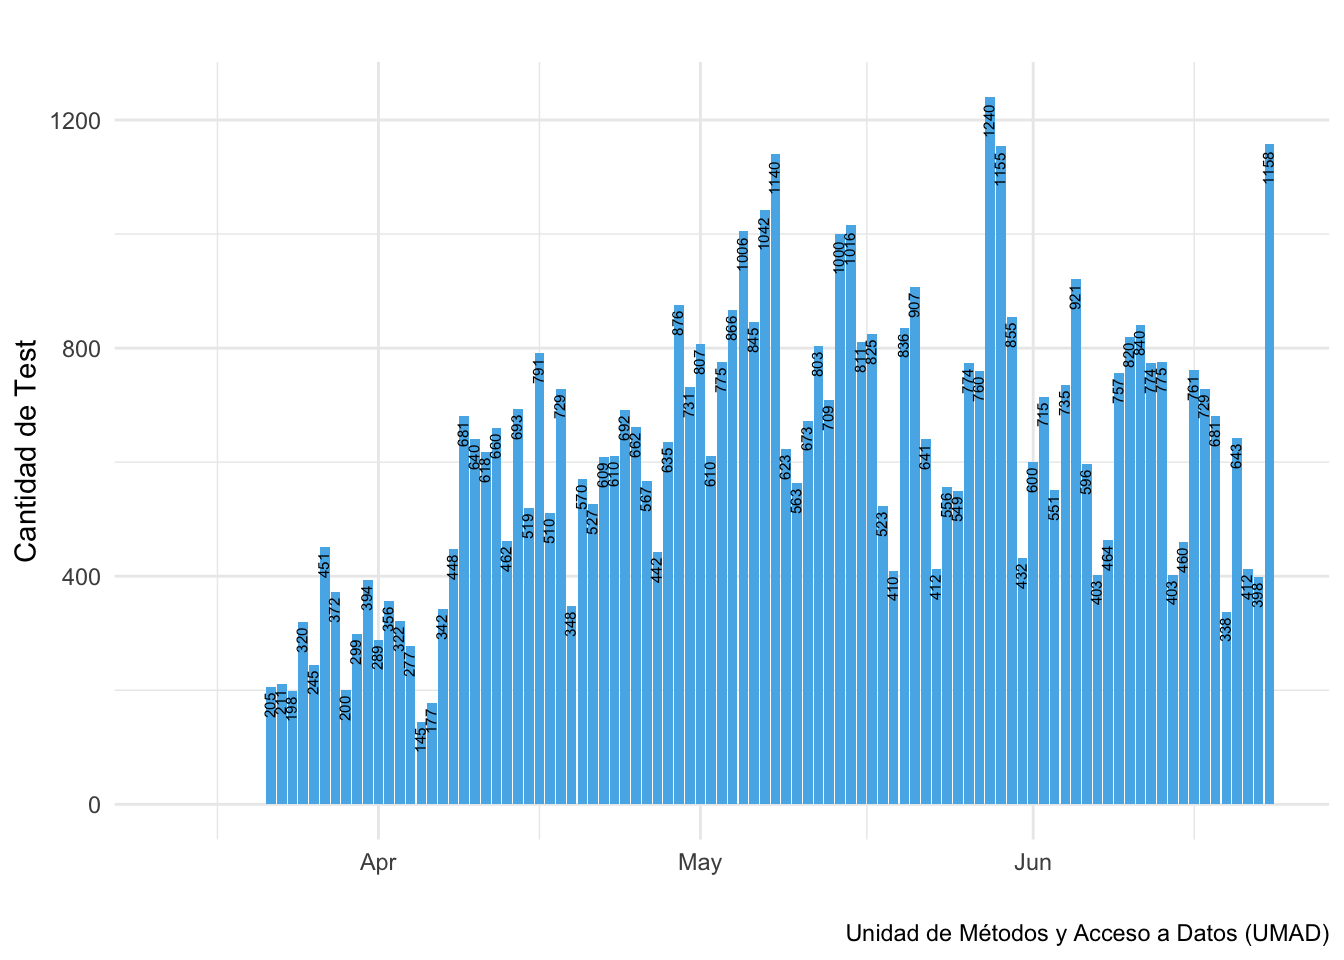 1200
800
400
0
Cantidad de Test
205 211 198 320 245 451 372 200 299 394 289 356 322 277 145 177 342 448 681 640 618 660 462 693 519 791 510 729 348 570 527 609 610 692 662 567 442 635 876 731 807 610 775 866 1006 845 1042 1140 623 563 673 803 709 1000 1016 811 825 523 410 836 907 641 412 556 549 774 760 1240 1155 855 432 600 715 551 735 921 596 403 464 757 820 840 774 775 403 460 761 729 681 338 643 412 398 1158
Apr May Jun
Unidad de Métodos y Acceso a Datos (UMAD)